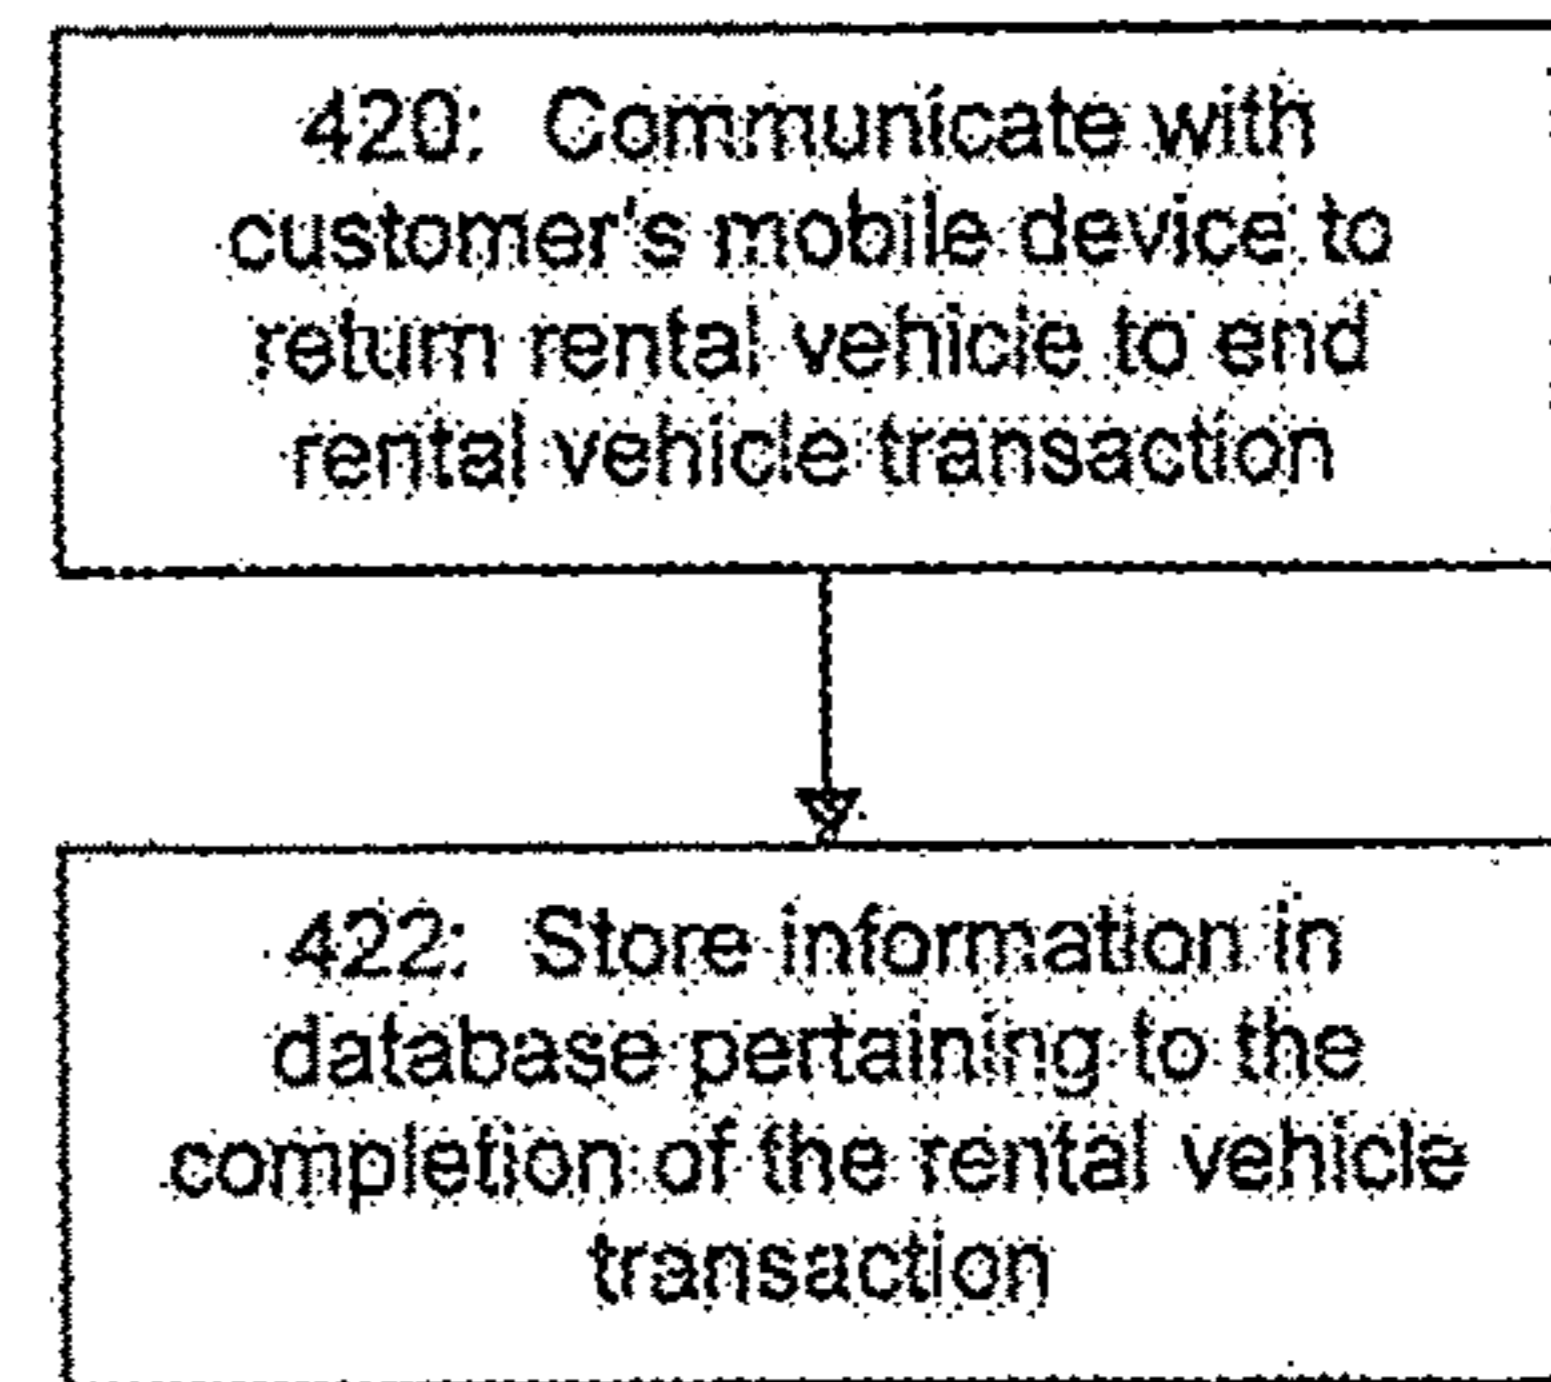 420: Communicate with
customer's mobile device to
return rental vehicle to end
rental vehicle transaction
422: Store information in
database pertaining to the
completion of the rental vehicle
transaction